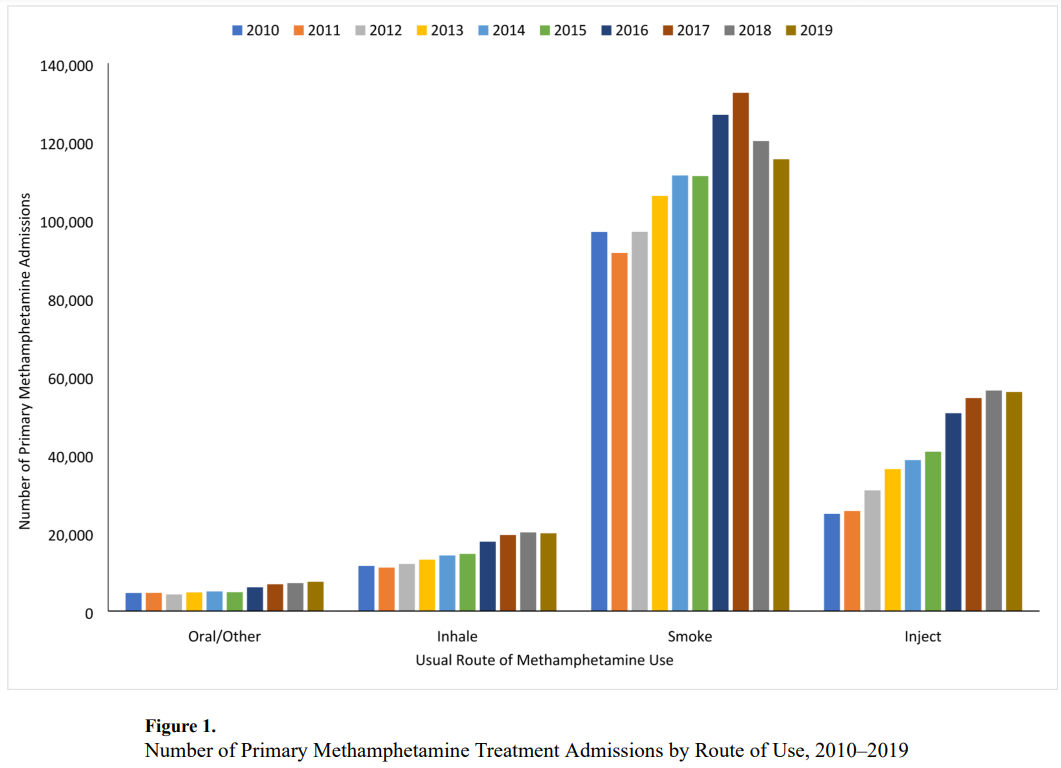 2010 2011 2012 2013 2014 2015 2016 2017 2018 2019
140,000
120,000
100,000
80,000
60,000
40,000
20,000
0
Number of Primary Methamphetamine Admissions
Oral/Other Inhale Smoke Inject
Usual Route of Methamphetamine Use
Figure 1.
Number of Primary Methamphetamine Treatment Admissions by Route of Use, 2010–2019